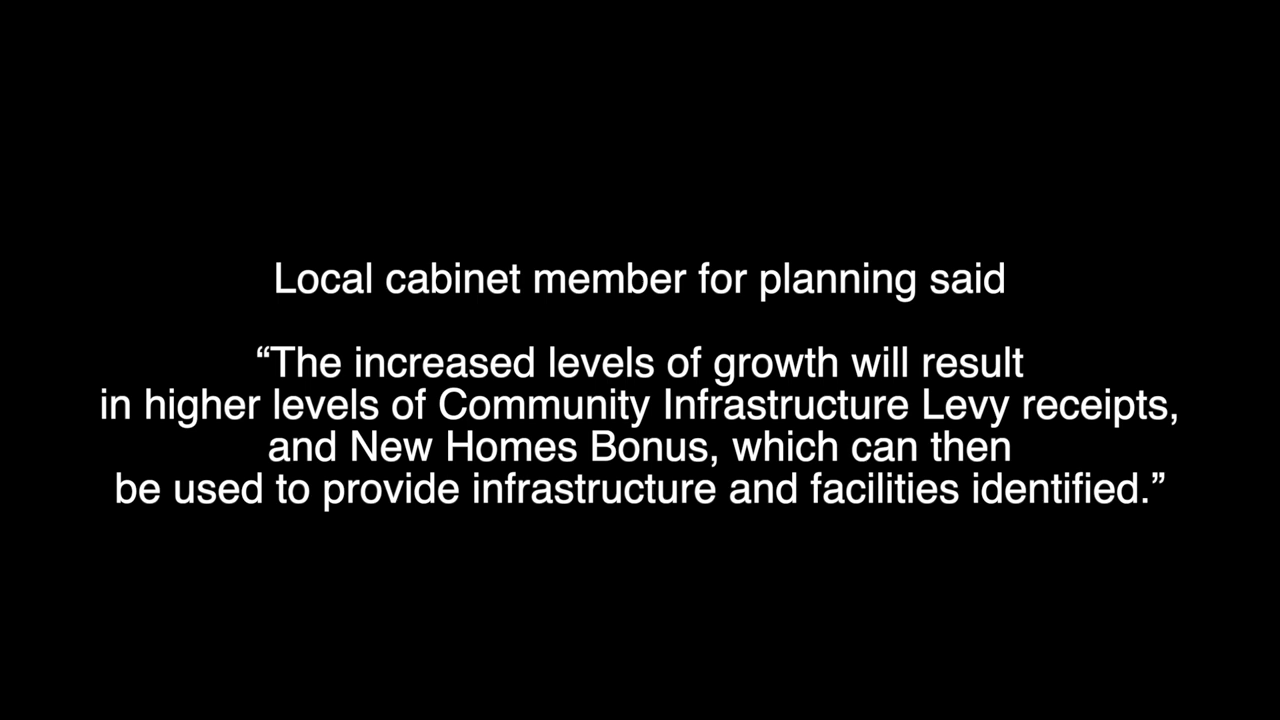 Local cabinet member for planning said
“The increased levels of growth will result
in higher levels of Community Infrastructure Levy receipts,
and New Homes Bonus, which can then
be used to provide infrastructure and facilities identified.”